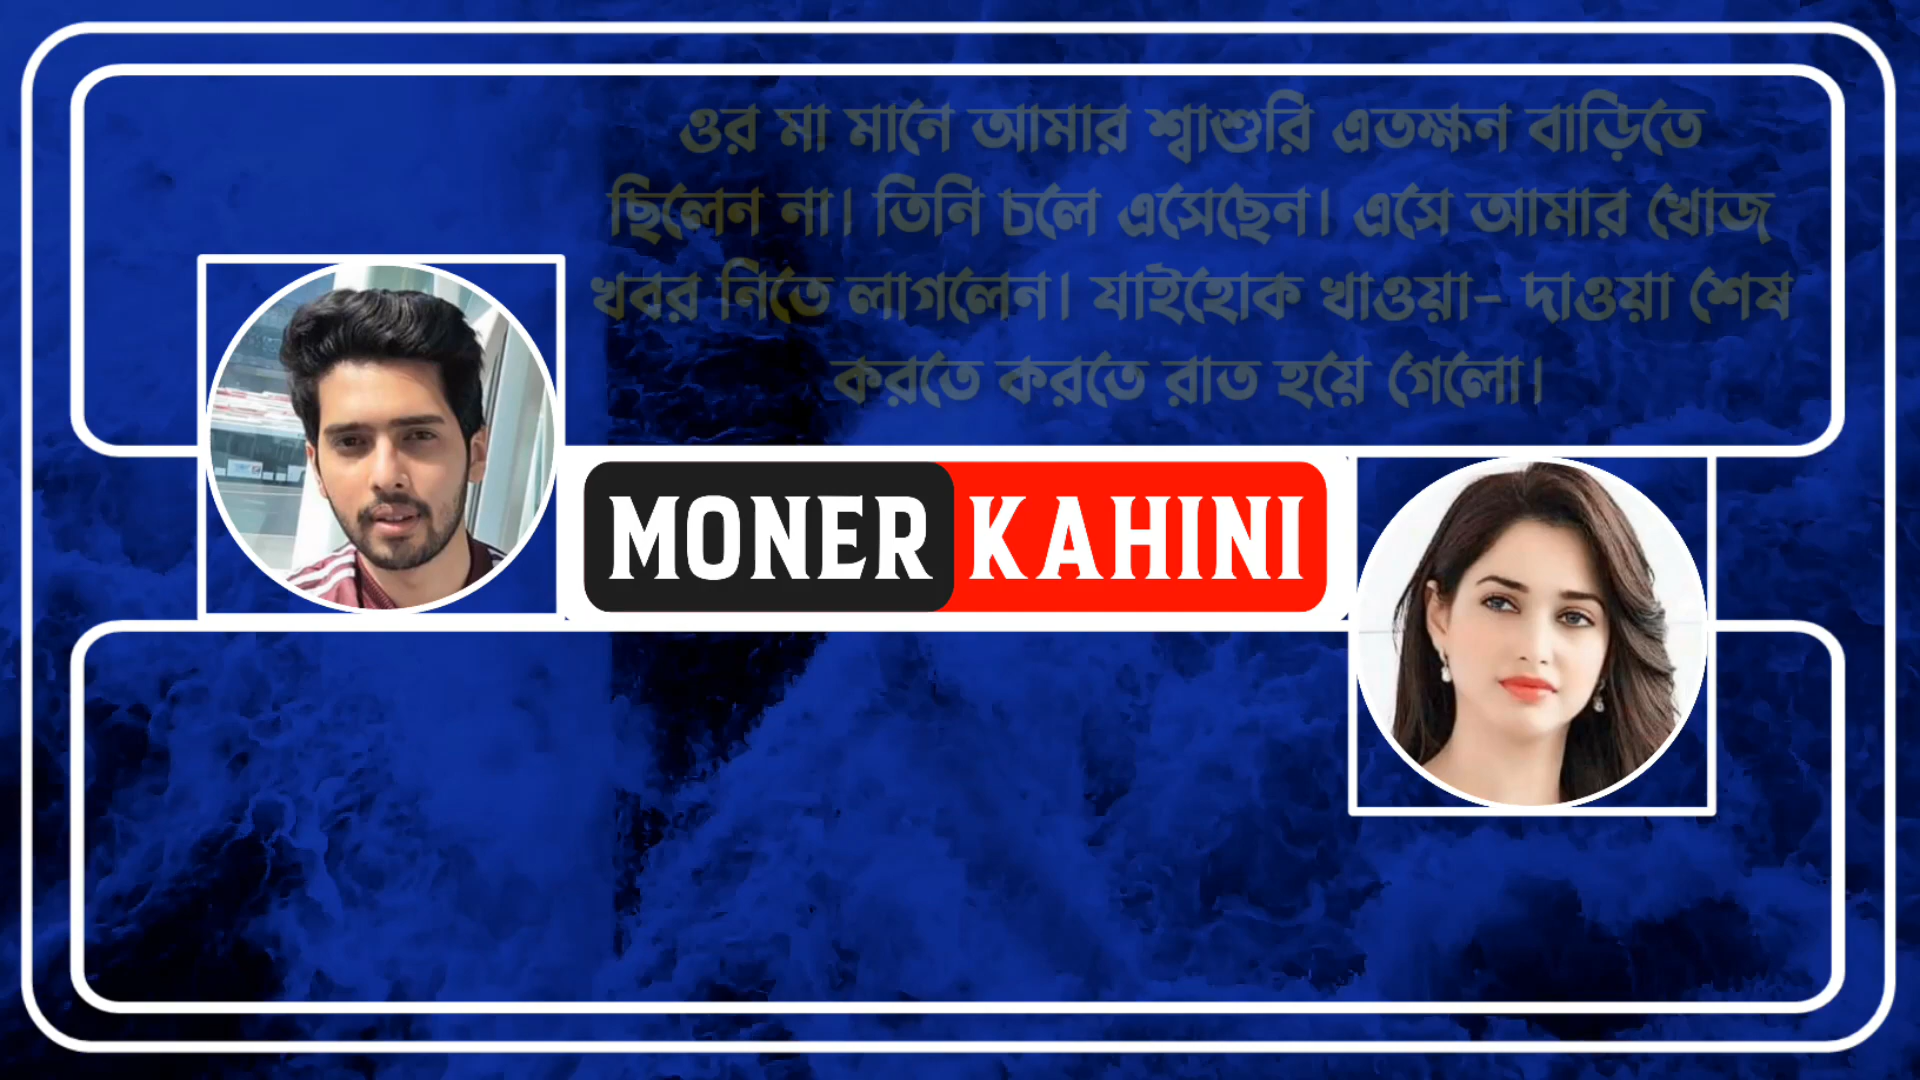 ওর মা মানে আমার শ্বাশুরি এতক্ষন বাড়িতে
ছিলেন না। তিনি চলে এসেছেন। এসে আমার খোজ
খবর নিতে লাগলেন। যাইহোক খাওয়া- দাওয়া শেষ
করতে করতে রাত হয়ে গেলো।
MONER KAHINI